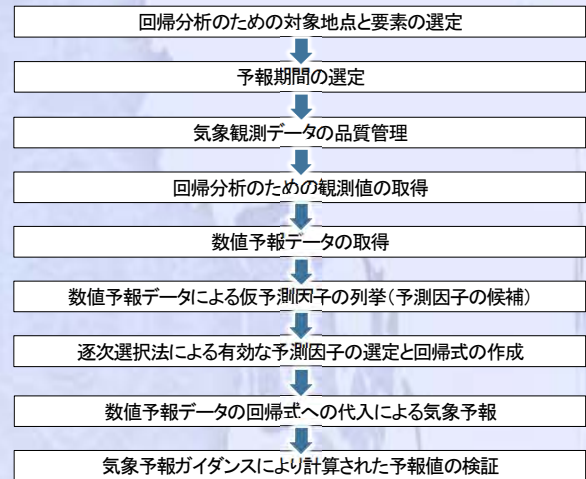 回帰分析のための対象地点と要素の選定
予報期間の選定
気象観測データの品質管理
回帰分析のための観測値の取得
数値予報データの取得
数値予報データによる仮予測因子の列挙(予測因子の候補)
逐次選択法による有効な予測因子の選定と回帰式の作成
数値予報データの回帰式への代入による気象予報
気象予報ガイダンスにより計算された予報値の検証